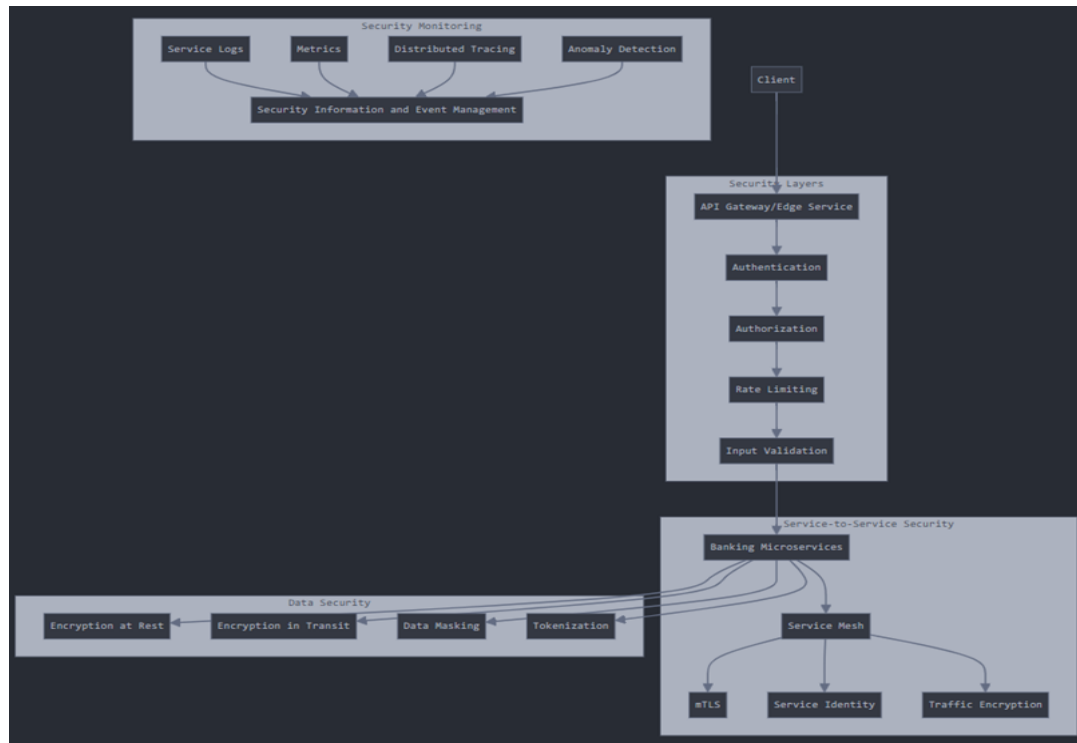 Security Monitoring
Service Logs
Metrics
Distributed Tracing
Anomaly Detection
Security Information and Event Management
Client
Security Layers
API Gateway/Edge Service
Authentication
Authorization
Rate Limiting
Input Validation
Service-to-Service Security
Banking Microservices
Data Security
Encryption at Rest
Encryption in Transit
Data Masking
Tokenization
Service Mesh
mTLS
Service Identity
Traffic Encryption